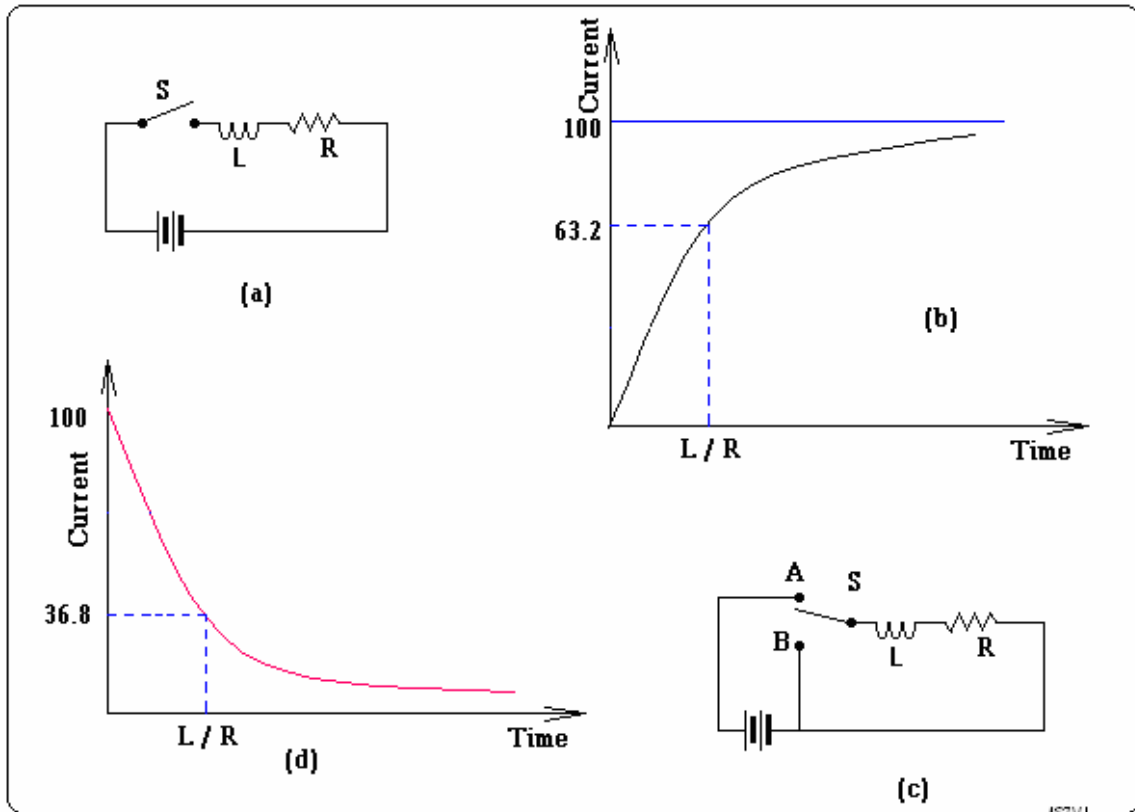 S
L
R
(a)
Current
100
63.2
(b)
L / R
Time
100
Current
36.8
L / R
Time
(d)
A
S
B
L
R
(c)